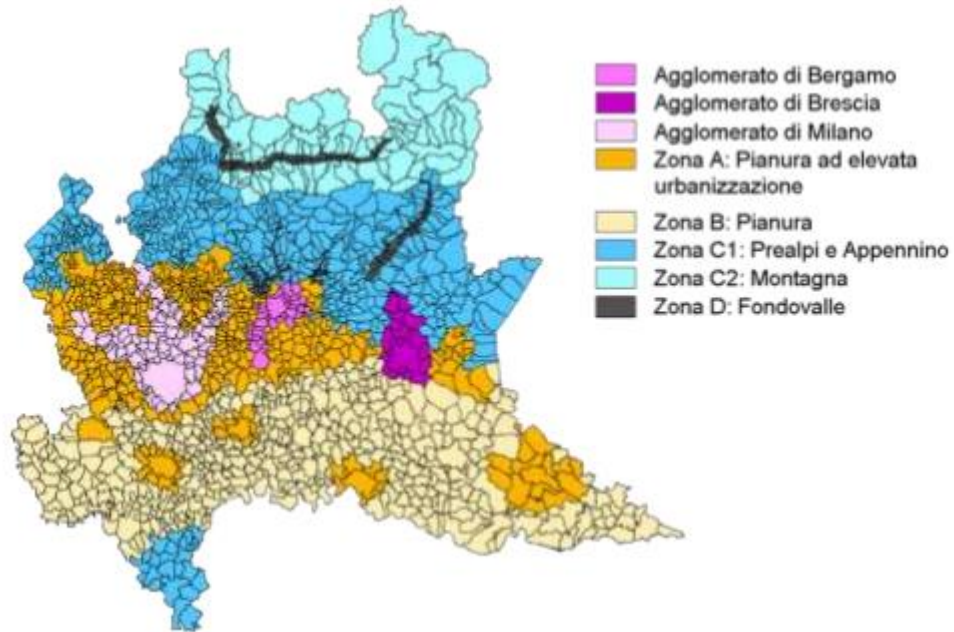 Agglomerato di Bergamo
Agglomerato di Brescia
Agglomerato di Milano
Zona A: Pianura ad elevata
urbanizzazione
Zona B: Pianura
Zona C1: Prealpi e Appennino
Zona C2: Montagna
Zona D: Fondovalle